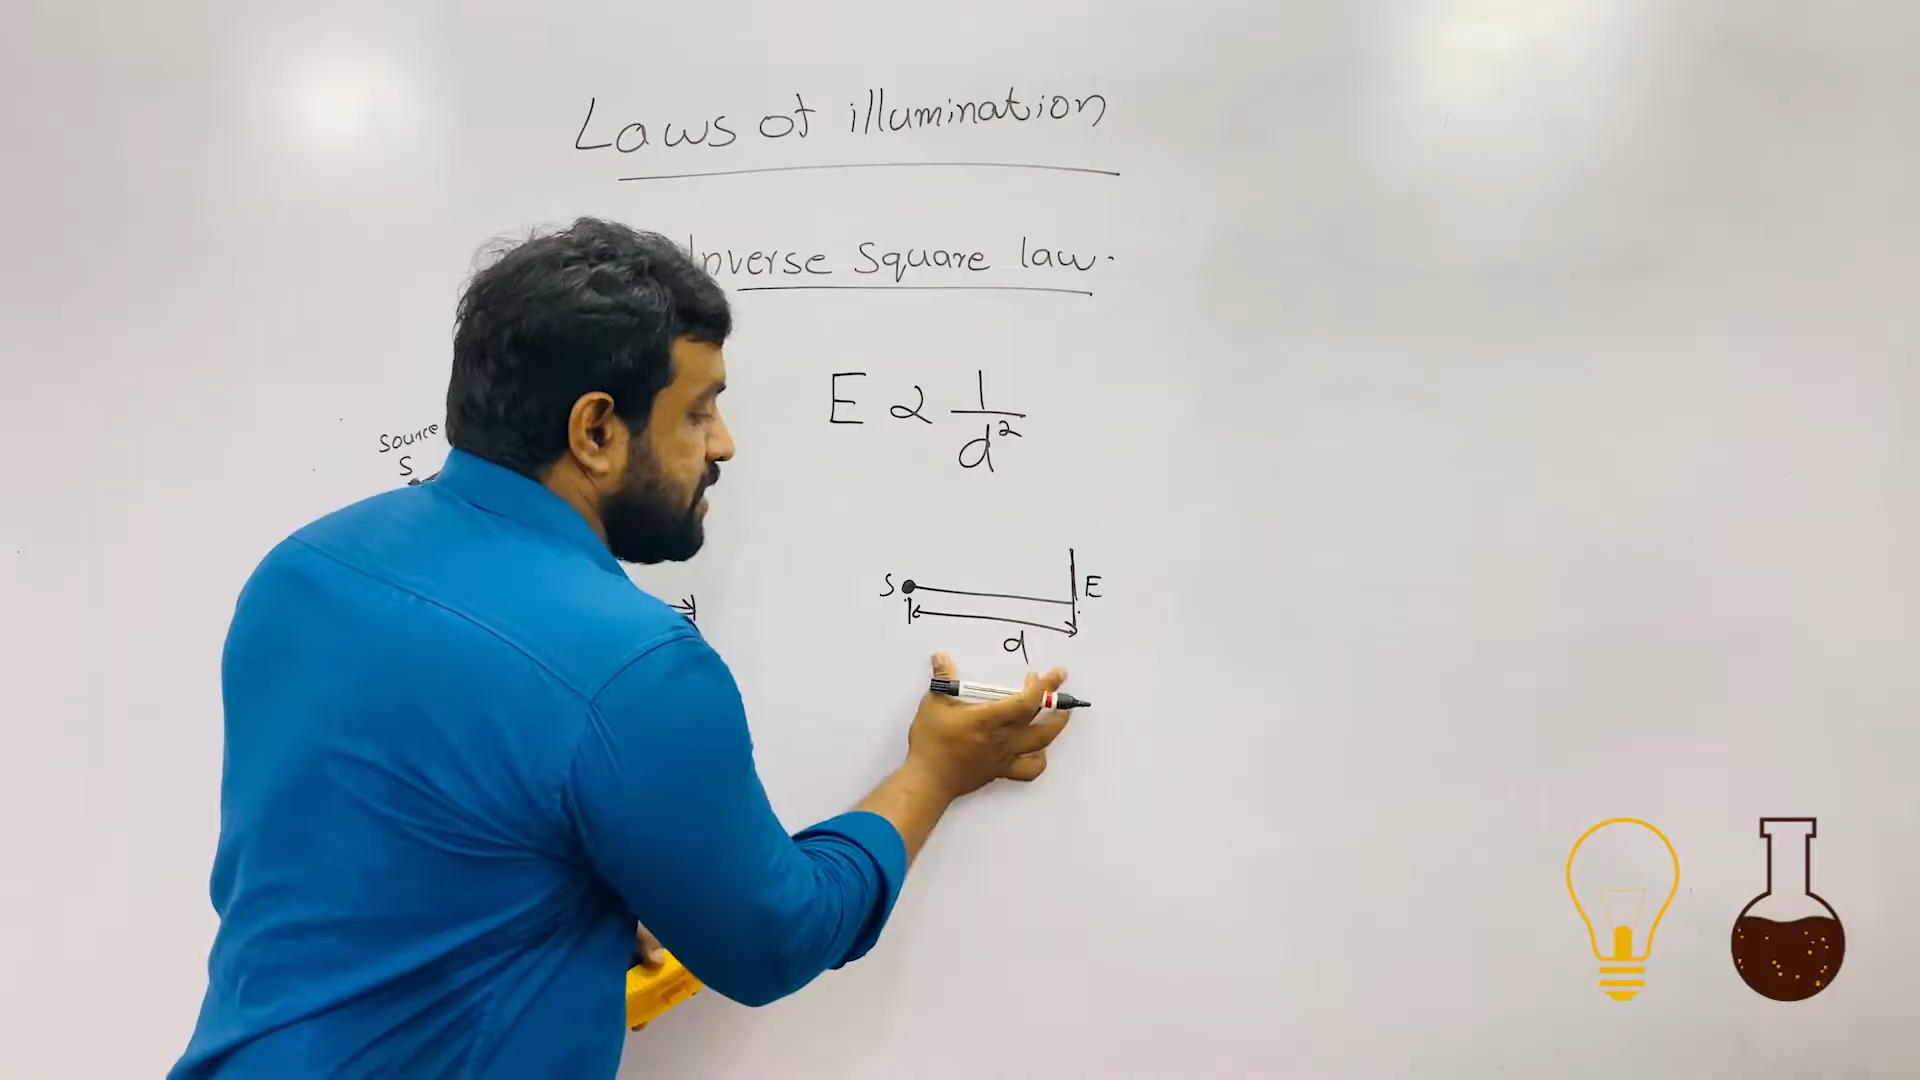 Laws of illumination
Inverse Square law.
E ∝ 1/d²
Source
S
S E
d